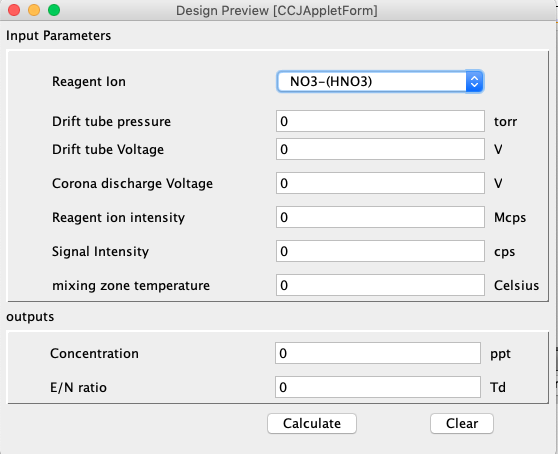 Design Preview [CCJAppletForm]
Input Parameters
Reagent Ion NO3-(HNO3)
Drift tube pressure 0 torr
Drift tube Voltage 0 V
Corona discharge Voltage 0 V
Reagent ion intensity 0 Mcps
Signal Intensity 0 cps
mixing zone temperature 0 Celsius
outputs
Concentration 0 ppt
E/N ratio 0 Td
Calculate Clear